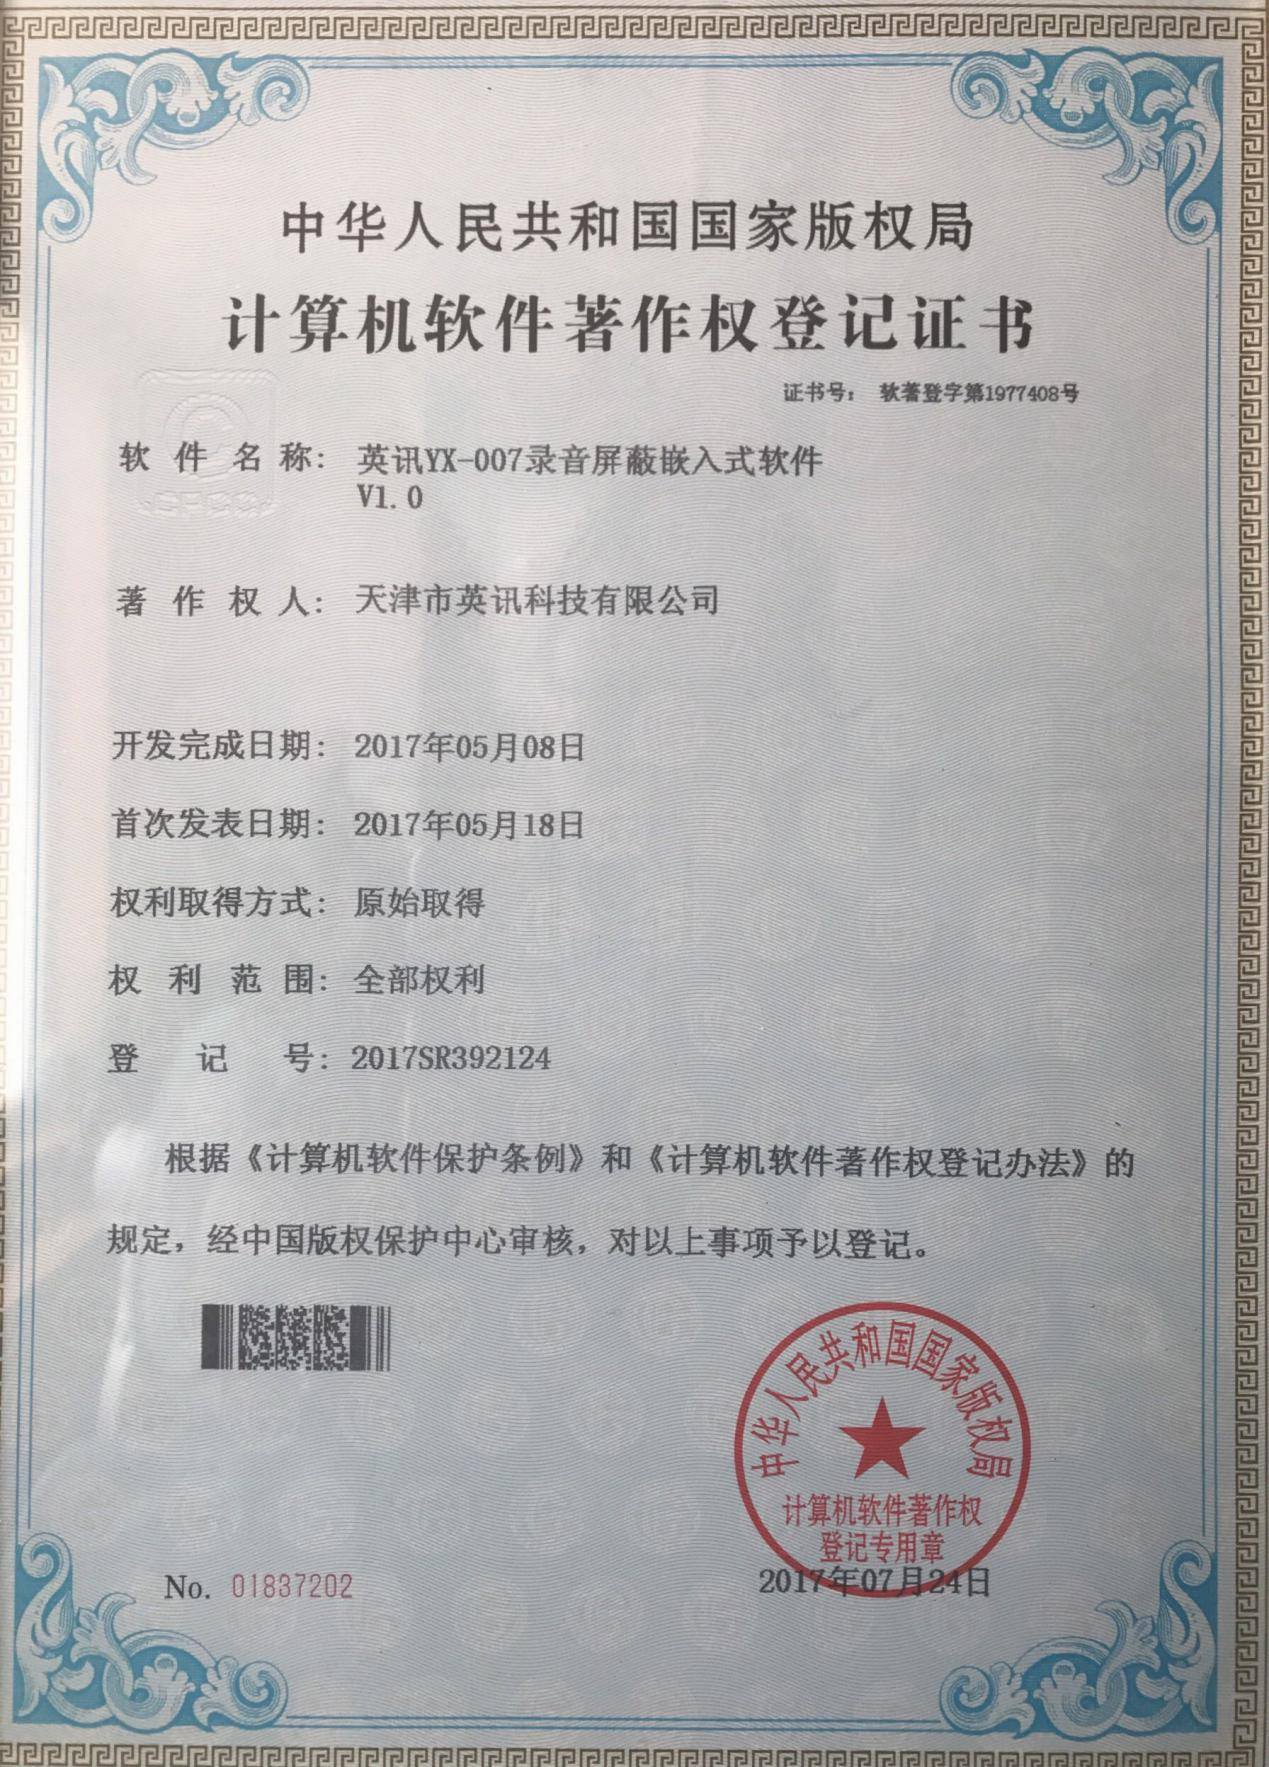 中华人民共和国国家版权局
计算机软件著作权登记证书
证书号： 软著登字第1977408号
软件名称： 英讯YX-007录音屏蔽嵌入式软件
V1.0
著作权人： 天津市英讯科技有限公司
开发完成日期： 2017年05月08日
首次发表日期： 2017年05月18日
权利取得方式： 原始取得
权利范围： 全部权利
登记号： 2017SR392124
根据《计算机软件保护条例》和《计算机软件著作权登记办法》的
规定，经中国版权保护中心审核，对以上事项予以登记。
中华人民共和国国家版权局
计算机软件著作权
登记专用章
No. 01837202
2017年07月24日